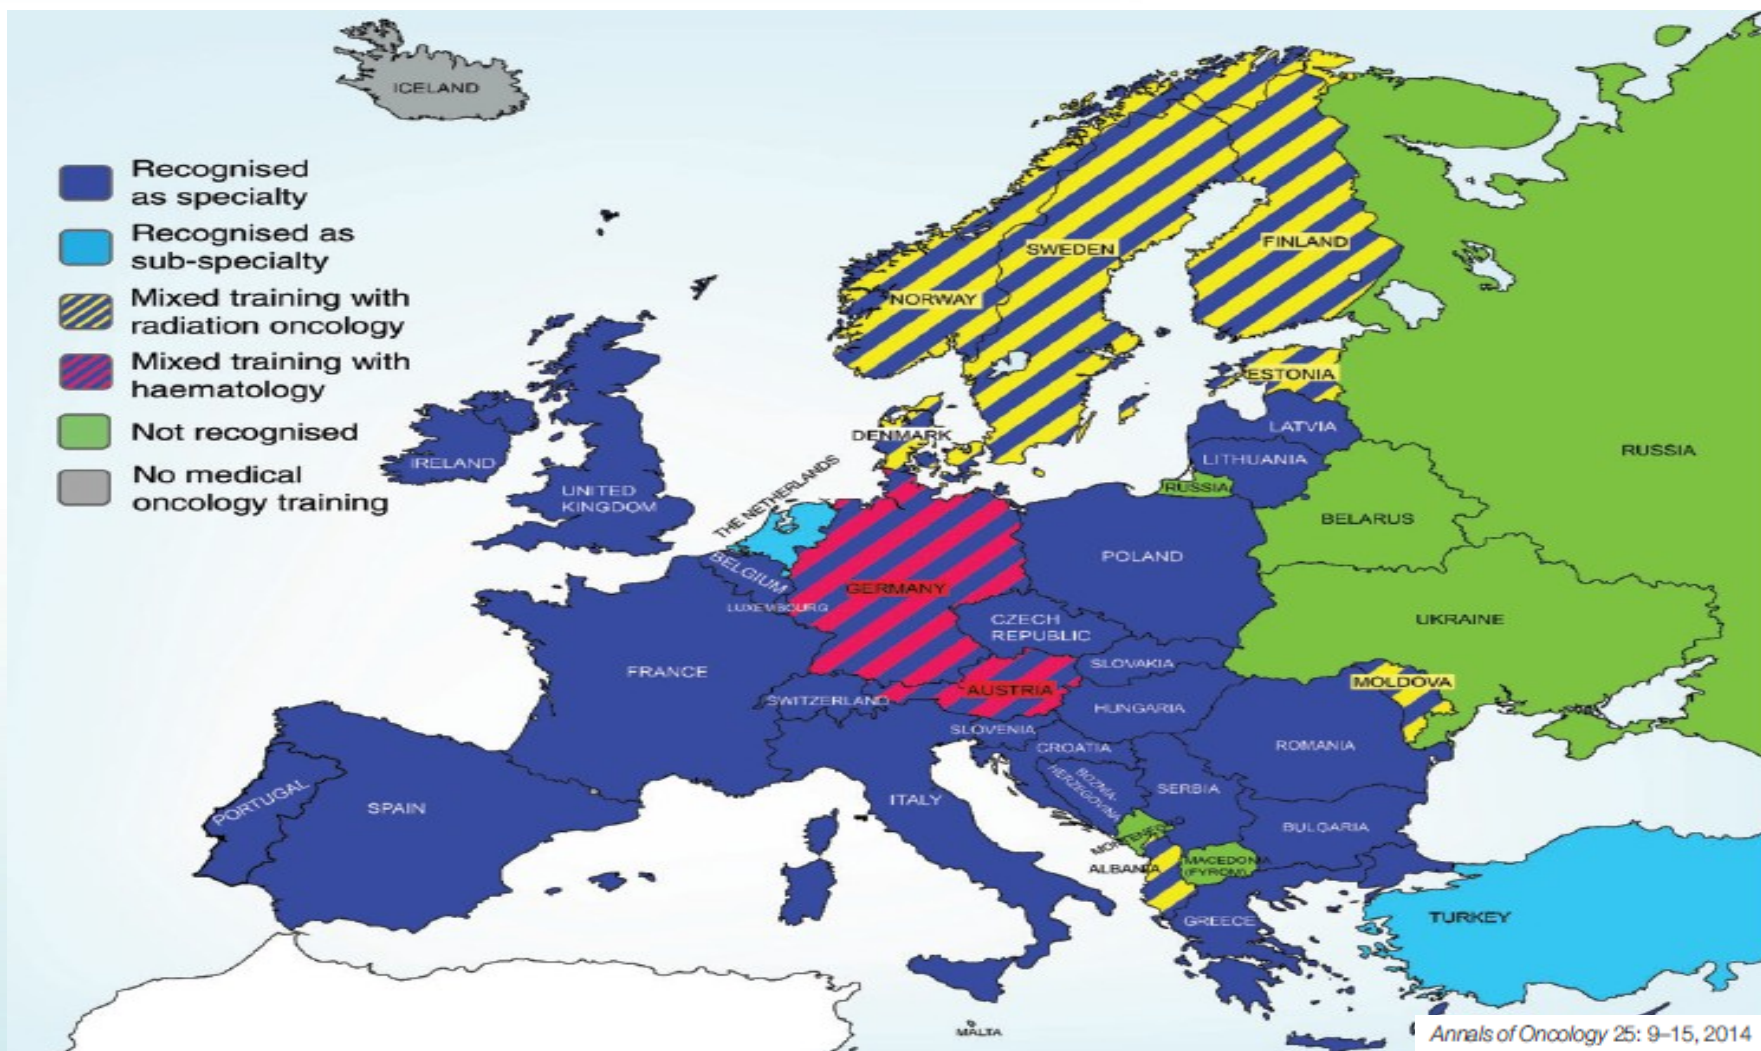 ICELAND
Recognised
as specialty
Recognised as
sub-specialty
Mixed training with
radiation oncology
Mixed training with
haematology
Not recognised
No medical
oncology training
SWEDEN
FINLAND
NORWAY
ESTONIA
DENMARK
LATVIA
LITHUANIA
RUSSIA
RUSSIA
IRELAND
UNITED
KINGDOM
THE NETHERLANDS
BELGIUM
LUXEMBOURG
GERMANY
POLAND
BELARUS
UKRAINE
CZECH
REPUBLIC
SLOVAKIA
FRANCE
SWITZERLAND
AUSTRIA
HUNGARIA
MOLDOVA
SLOVENIA
CROATIA
ROMANIA
BOZNIA-
HERZEGOVINA
SERBIA
PORTUGAL
SPAIN
ITALY
BULGARIA
MONTENEGRO
ALBANIA
MACEDONIA
(FYROM)
GREECE
TURKEY
MALTA
Annals of Oncology 25: 9–15, 2014